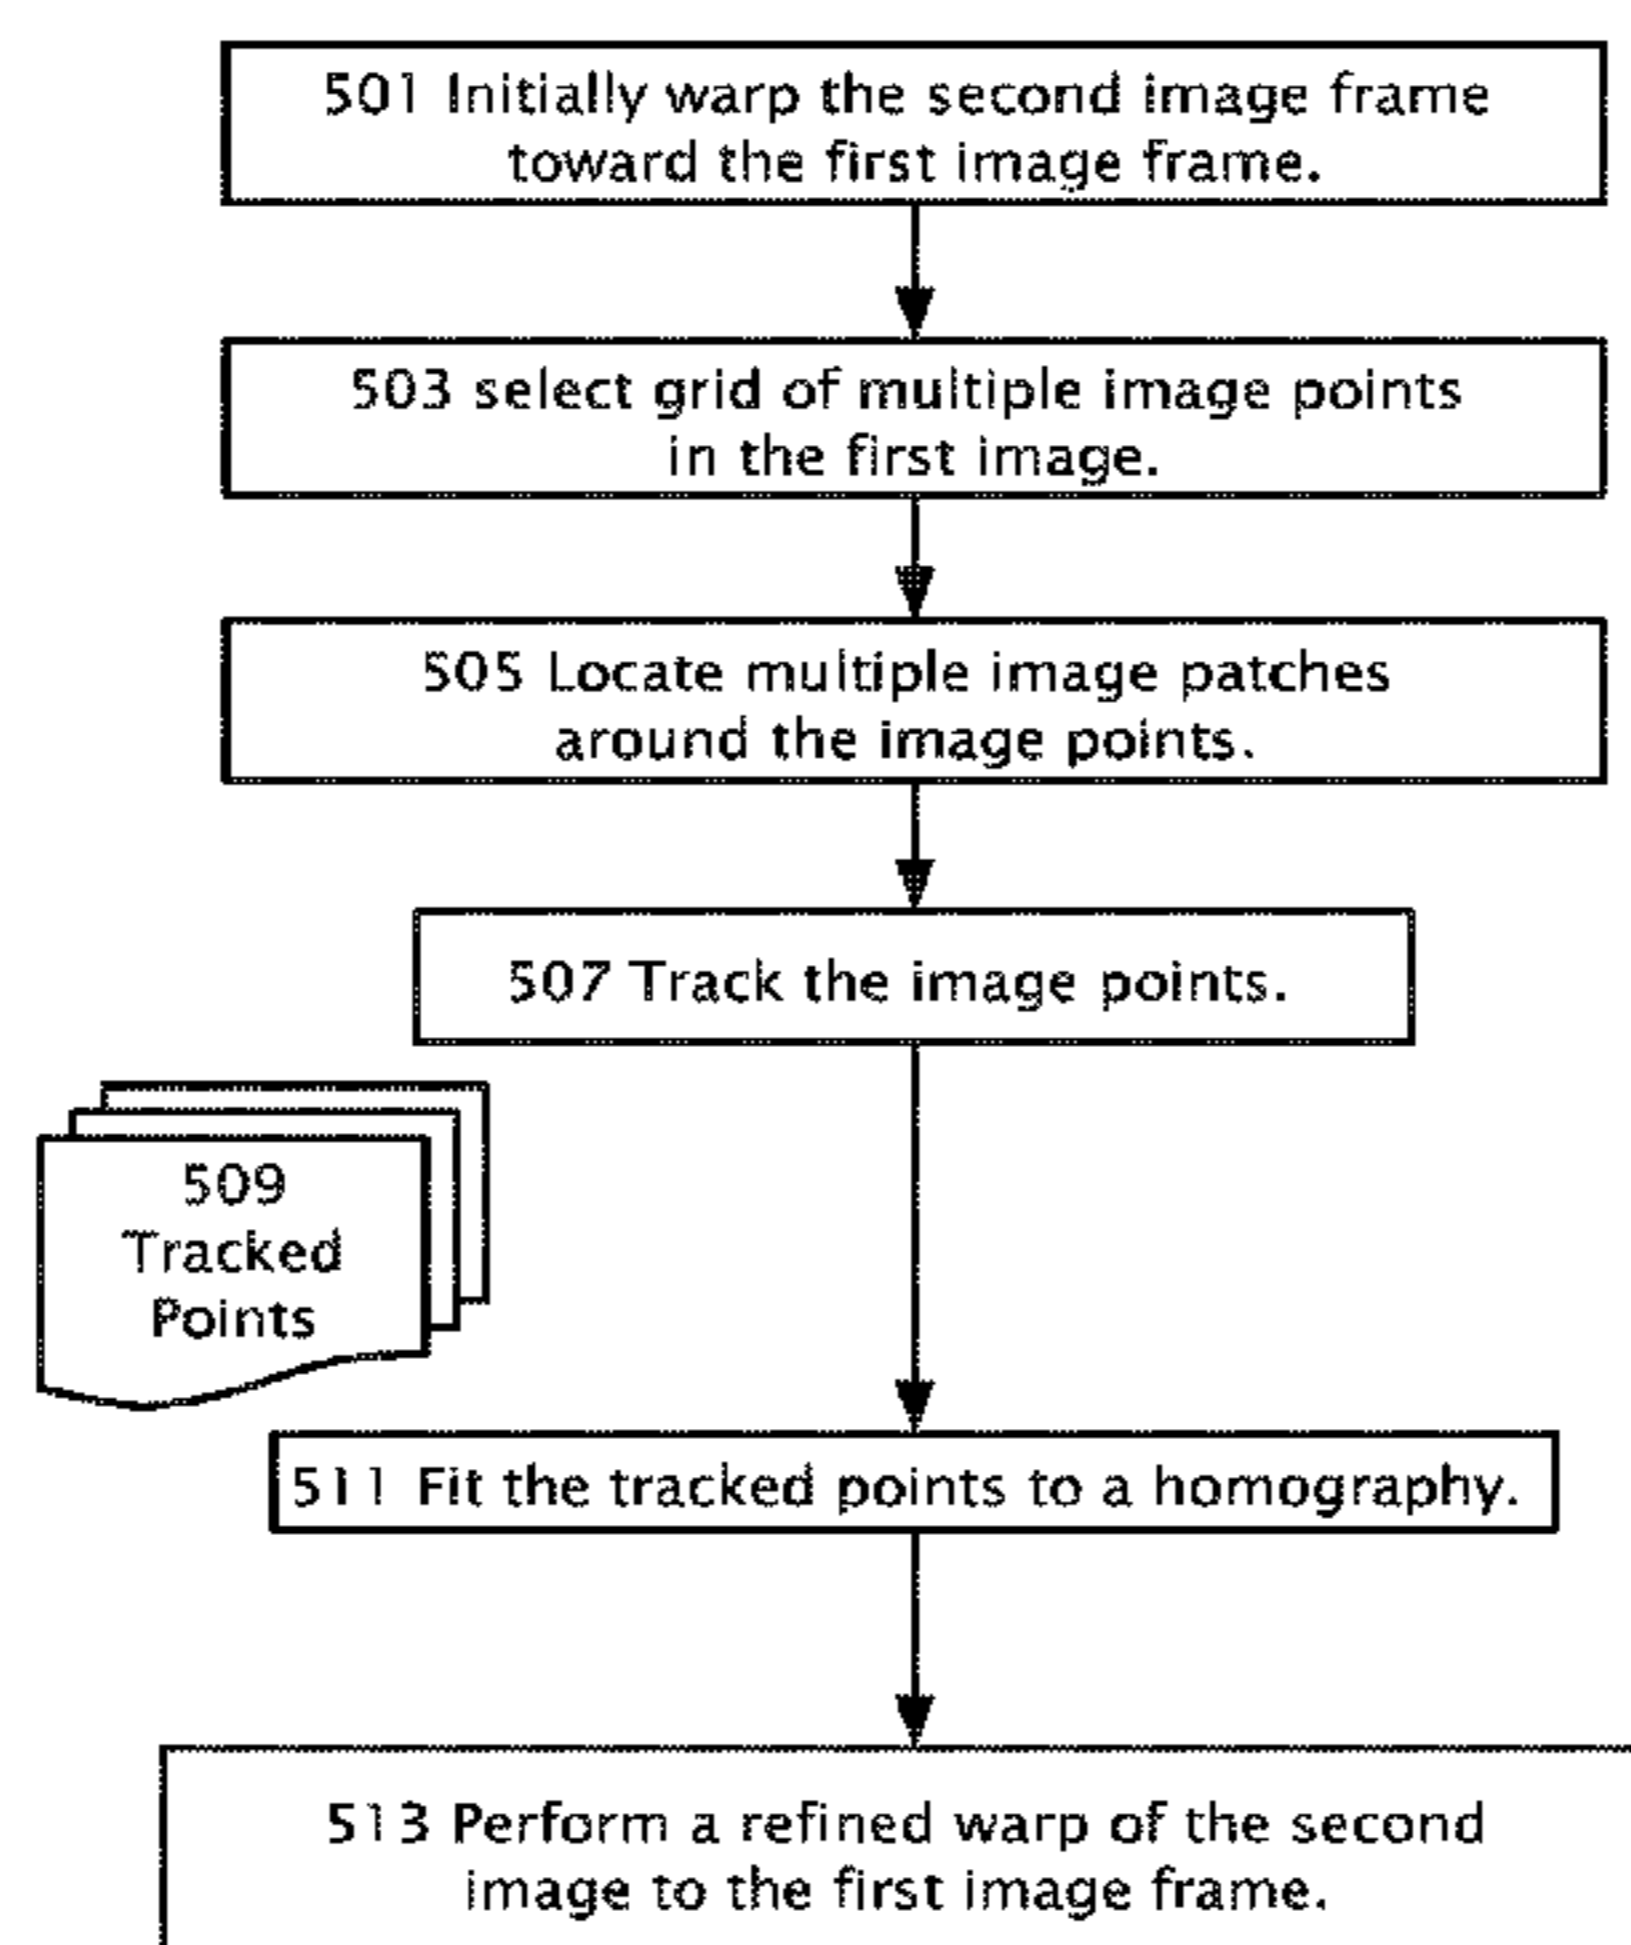 501 Initially warp the second image frame
toward the first image frame.
503 select grid of multiple image points
in the first image.
505 Locate multiple image patches
around the image points.
507 Track the image points.
509
Tracked
Points
511 Fit the tracked points to a homography.
513 Perform a refined warp of the second
image to the first image frame.